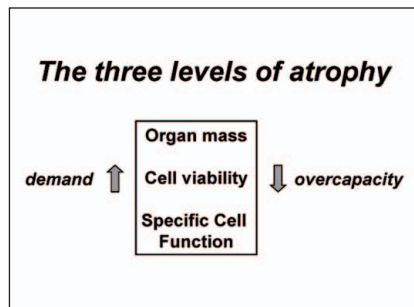 The three levels of atrophy
Organ mass
demand
Cell viability
overcapacity
Specific Cell
Function